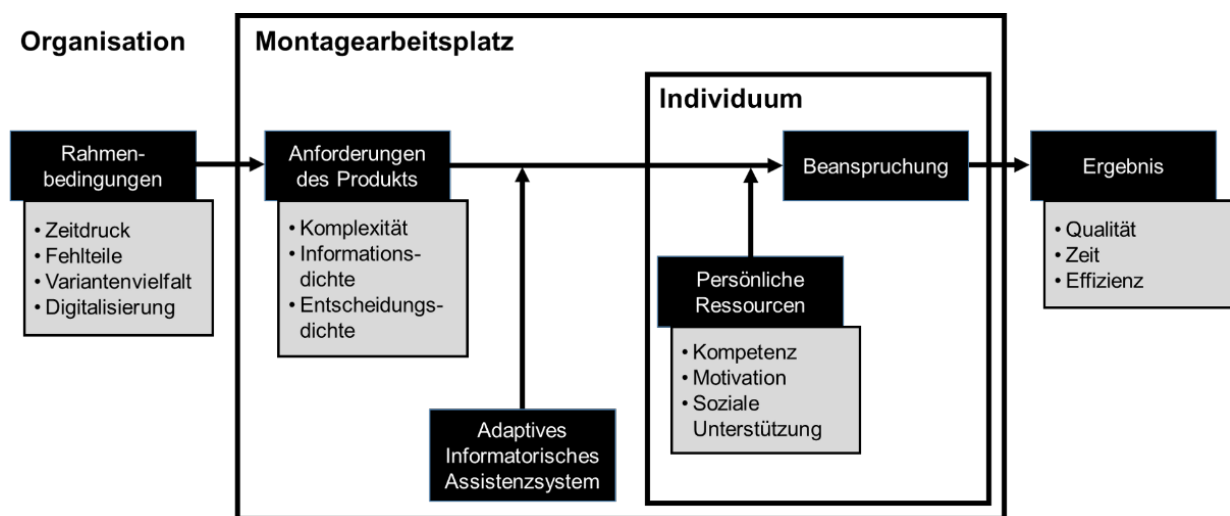 Organisation
Montagearbeitsplatz
Individuum
Rahmen-
bedingungen
• Zeitdruck
• Fehlteile
• Variantenvielfalt
• Digitalisierung
Anforderungen
des Produkts
• Komplexität
• Informations-
dichte
• Entscheidungs-
dichte
Adaptives
Informatorisches
Assistenzsystem
Persönliche
Ressourcen
• Kompetenz
• Motivation
• Soziale
Unterstützung
Beanspruchung
Ergebnis
• Qualität
• Zeit
• Effizienz